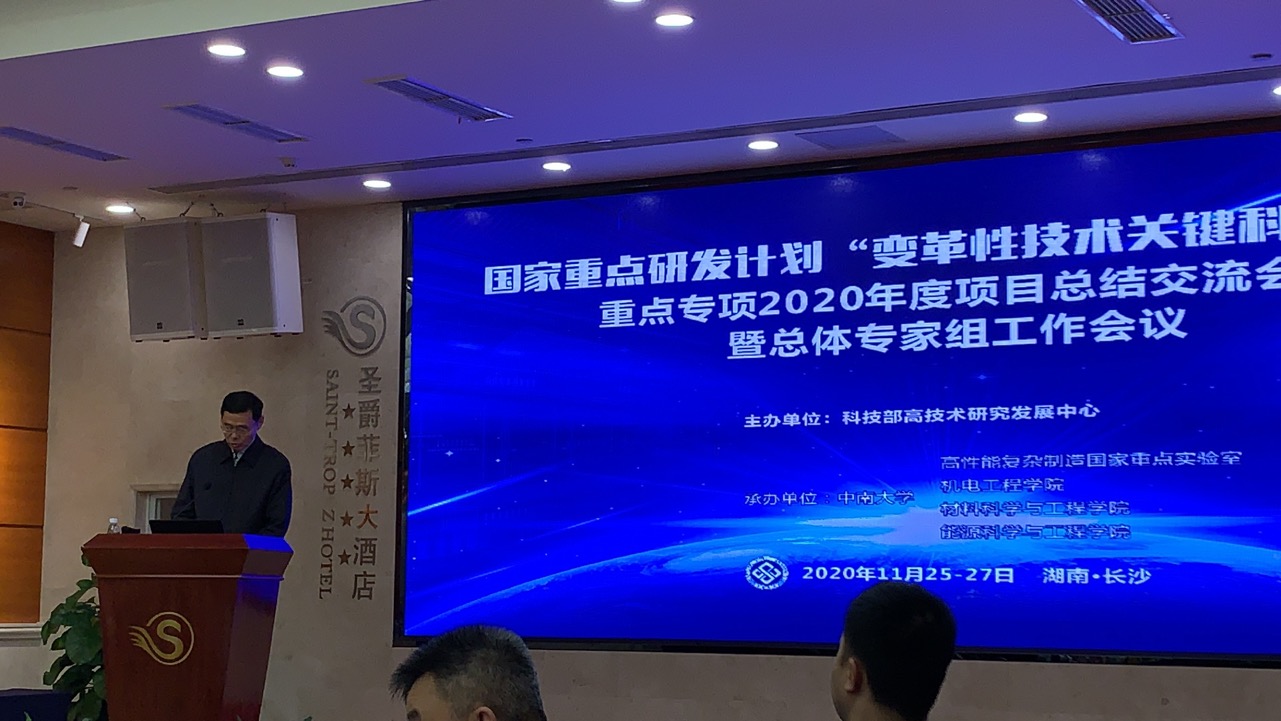 国家重点研发计划“变革性技术关键科
重点专项2020年度项目总结交流会
暨总体专家组工作会议
主办单位：科技部高技术研究发展中心
承办单位：中南大学
高性能复杂制造国家重点实验室
机电工程学院
材料科学与工程学院
能源科学与工程学院
2020年11月25-27日 湖南·长沙
S
圣爵菲斯大酒店
SAINT-TROP ZHOTEL
S